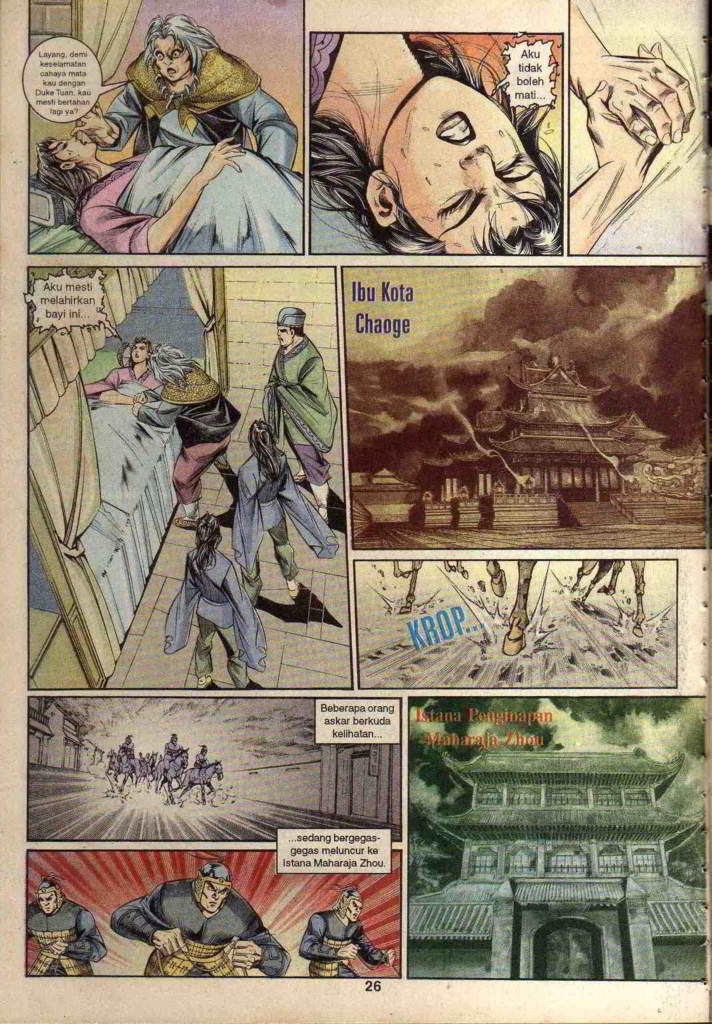 Layang, demi
keselamatan
cahaya mata
kau dengan
Duke Tuan, kau
mesti bertahan
lagi ya?
Aku
tidak
boleh
mati...
Aku mesti
melahirkan
bayi ini...
Ibu Kota
Chaoge
KROP...
Beberapa orang
askar berkuda
kelihatan...
Istana Penginapan
Maharaja Zhou
...sedang bergegas-
gegas meluncur ke
Istana Maharaja Zhou.
26